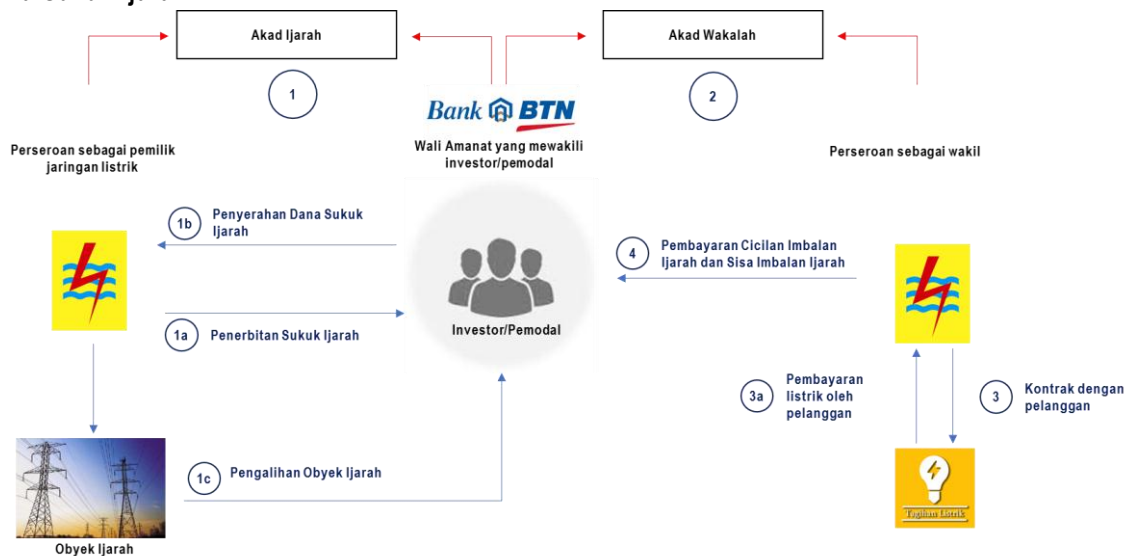 Akad Ijarah
Akad Wakalah
1
2
Bank BTN
Wali Amanat yang mewakili
investor/pemodal
Perseroan sebagai pemilik
jaringan listrik
Perseroan sebagai wakil
1b
Penyerahan Dana Sukuk
Ijarah
4
Pembayaran Cicilan Imbalan
Ijarah dan Sisa Imbalan Ijarah
1a
Penerbitan Sukuk Ijarah
Investor/Pemodal
3a
Pembayaran
listrik oleh
pelanggan
3
Kontrak dengan
pelanggan
1c
Pengalihan Obyek Ijarah
Tagihan Listrik
Obyek Ijarah